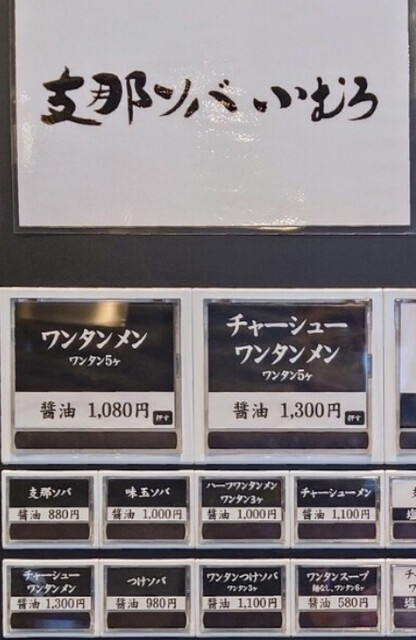 支那ソバ いむろ
ワンタンメン
ワンタン5ヶ
醤油 1,080円 押す
チャーシュー
ワンタンメン
ワンタン5ヶ
醤油 1,300円 押す
支那ソバ
醤油 880円
味玉ソバ
醤油 1,000円
ハーフワンタンメン
ワンタン3ヶ
醤油 1,000円
チャーシューメン
醤油 1,100円
チャーシュー
ワンタンメン
醤油 1,300円
つけソバ
醤油 980円
ワンタンつけソバ
ワンタン3ヶ
醤油 1,100円
ワンタンスープ
麺なし、ワンタン6ヶ
醤油 580円